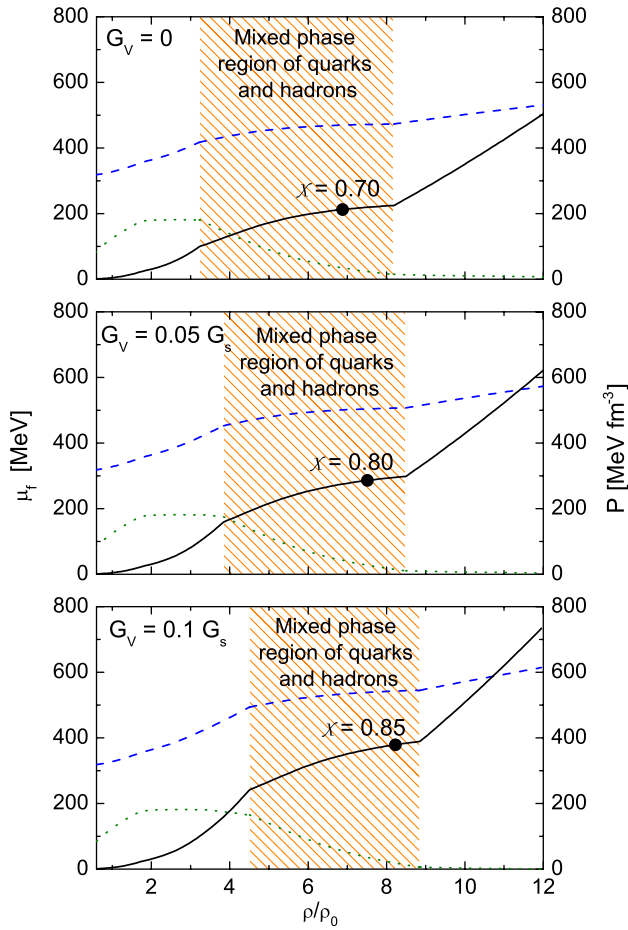 800
600
400
200
0
G_V = 0
Mixed phase
region of quarks
and hadrons
χ = 0.70
800
600
400
200
0
800
600
400
200
0
G_V = 0.05 G_s
Mixed phase
region of quarks
and hadrons
χ = 0.80
800
600
400
200
0
μ_f [MeV]
P [MeV fm⁻³]
800
600
400
200
0
G_V = 0.1 G_s
Mixed phase
region of quarks
and hadrons
χ = 0.85
800
600
400
200
0
2 4 6 8 10 12
ρ/ρ₀